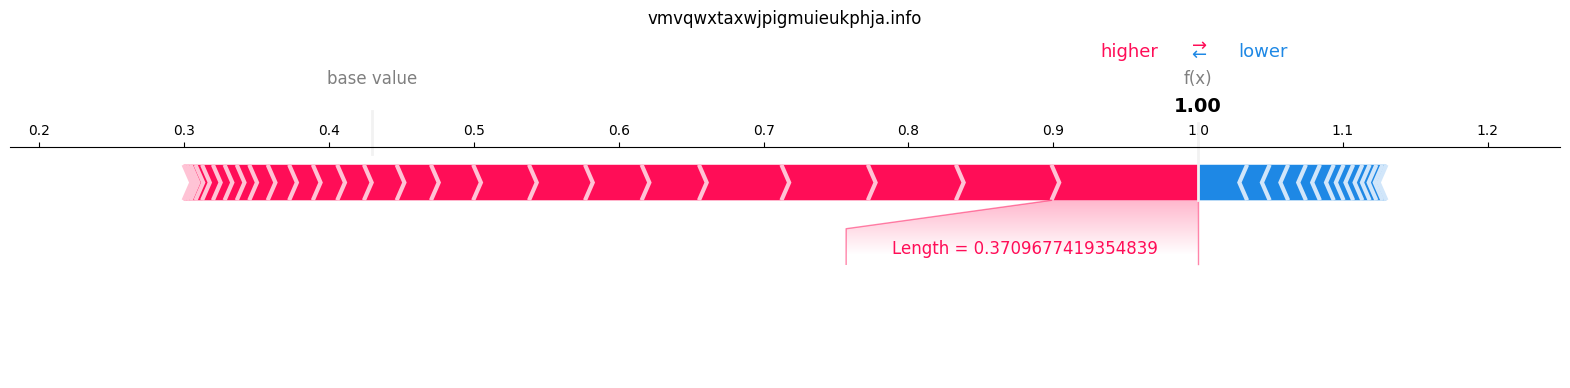 vmvqwxtaxwjpigmuieukphja.info
higher ⇄ lower
base value f(x)
1.00
0.2 0.3 0.4 0.5 0.6 0.7 0.8 0.9 1.0 1.1 1.2
Length = 0.3709677419354839